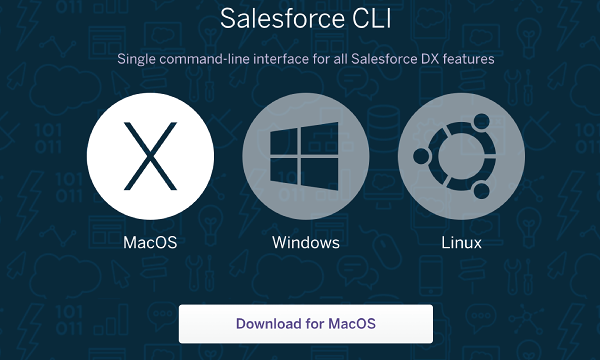 Salesforce CLI
Single command-line interface for all Salesforce DX features
X
MacOS
Windows
Linux
Download for MacOS